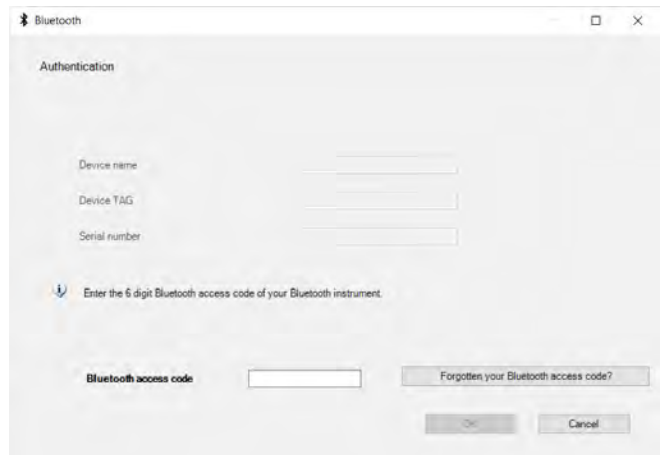 Bluetooth
Authentication
Device name
Device TAG
Serial number
Enter the 6 digit Bluetooth access code of your Bluetooth instrument.
Bluetooth access code
Forgotten your Bluetooth access code?
OK
Cancel